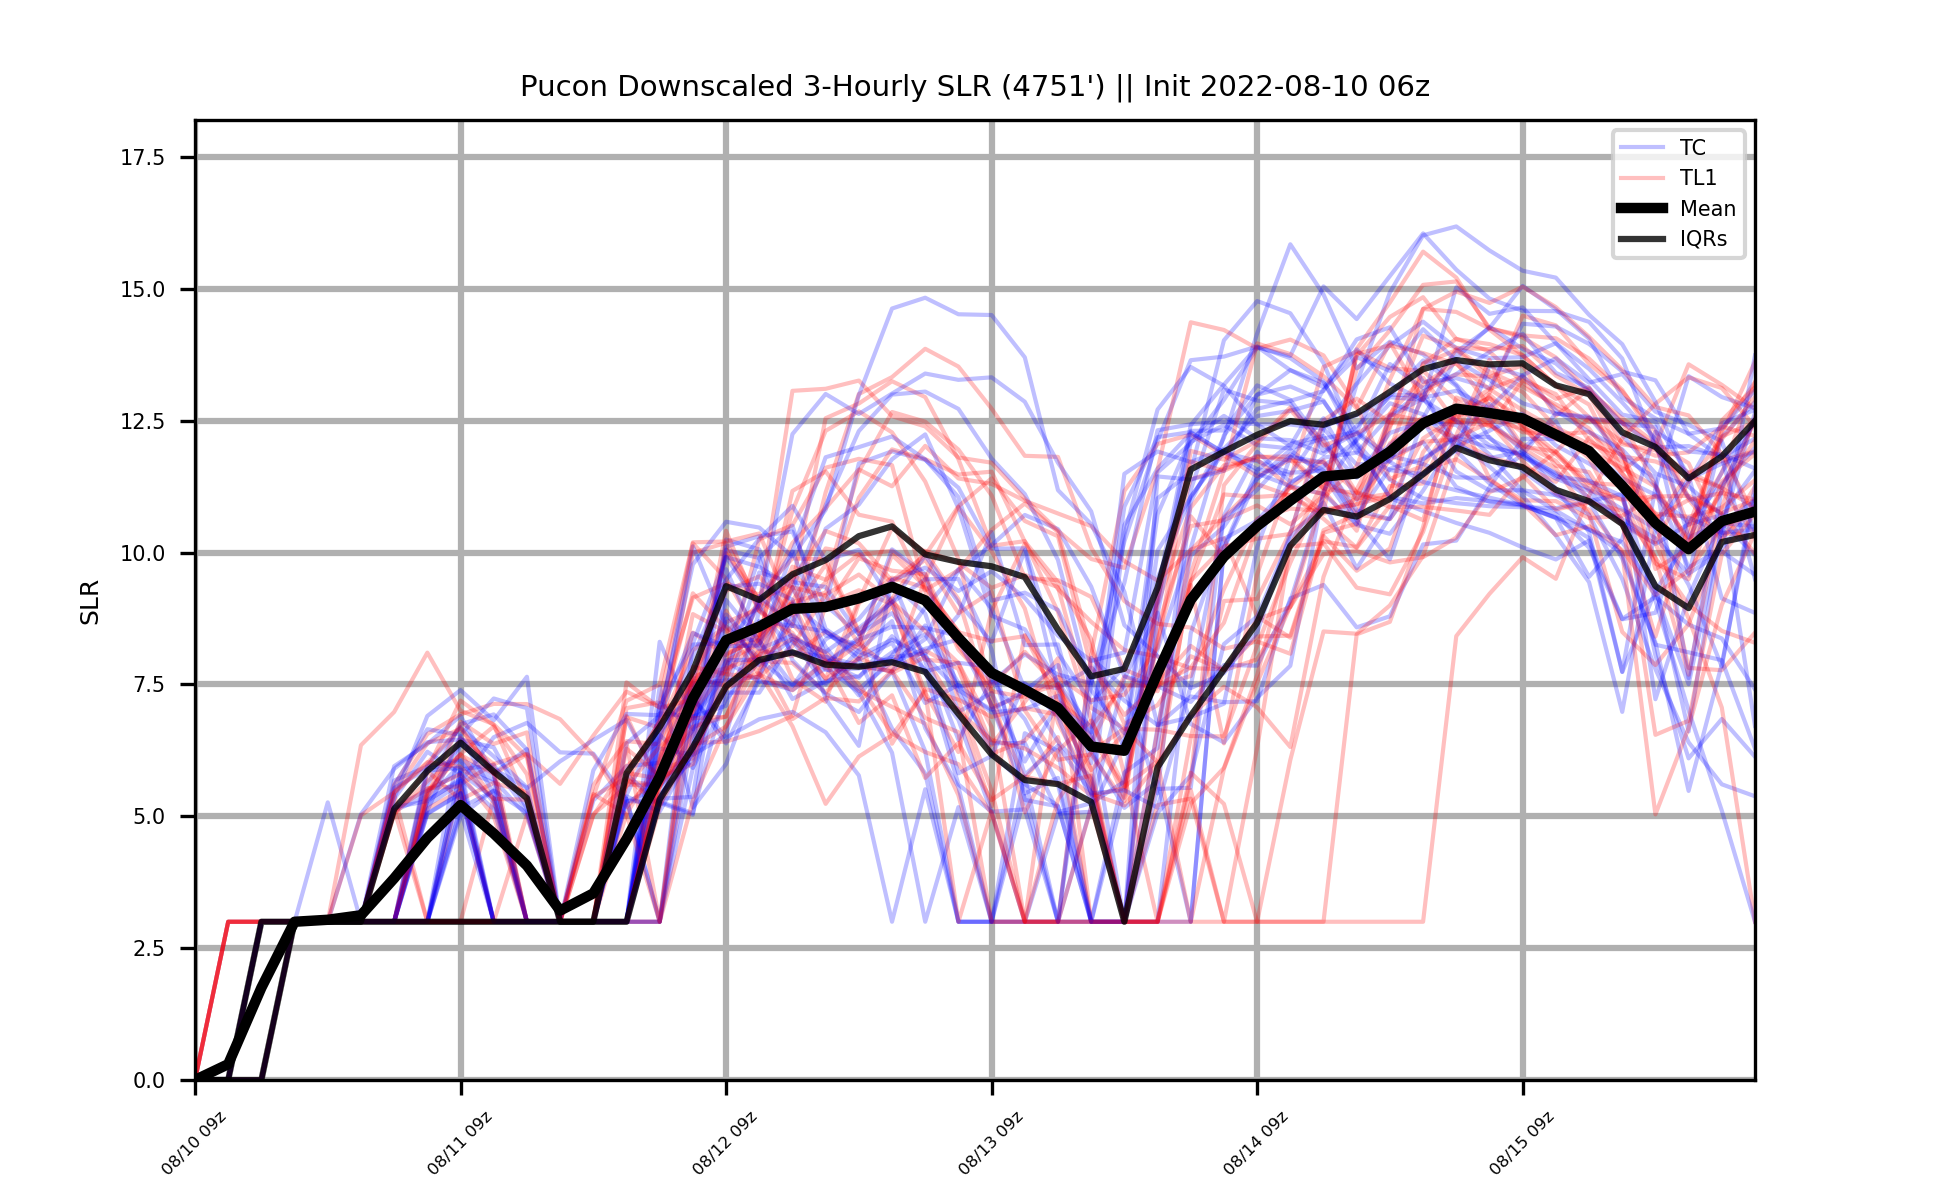 Pucon Downscaled 3-Hourly SLR (4751') || Init 2022-08-10 06z
TC
TL1
Mean
IQRs
SLR
17.5
15.0
12.5
10.0
7.5
5.0
2.5
0.0
08/10 09z
08/11 09z
08/12 09z
08/13 09z
08/14 09z
08/15 09z